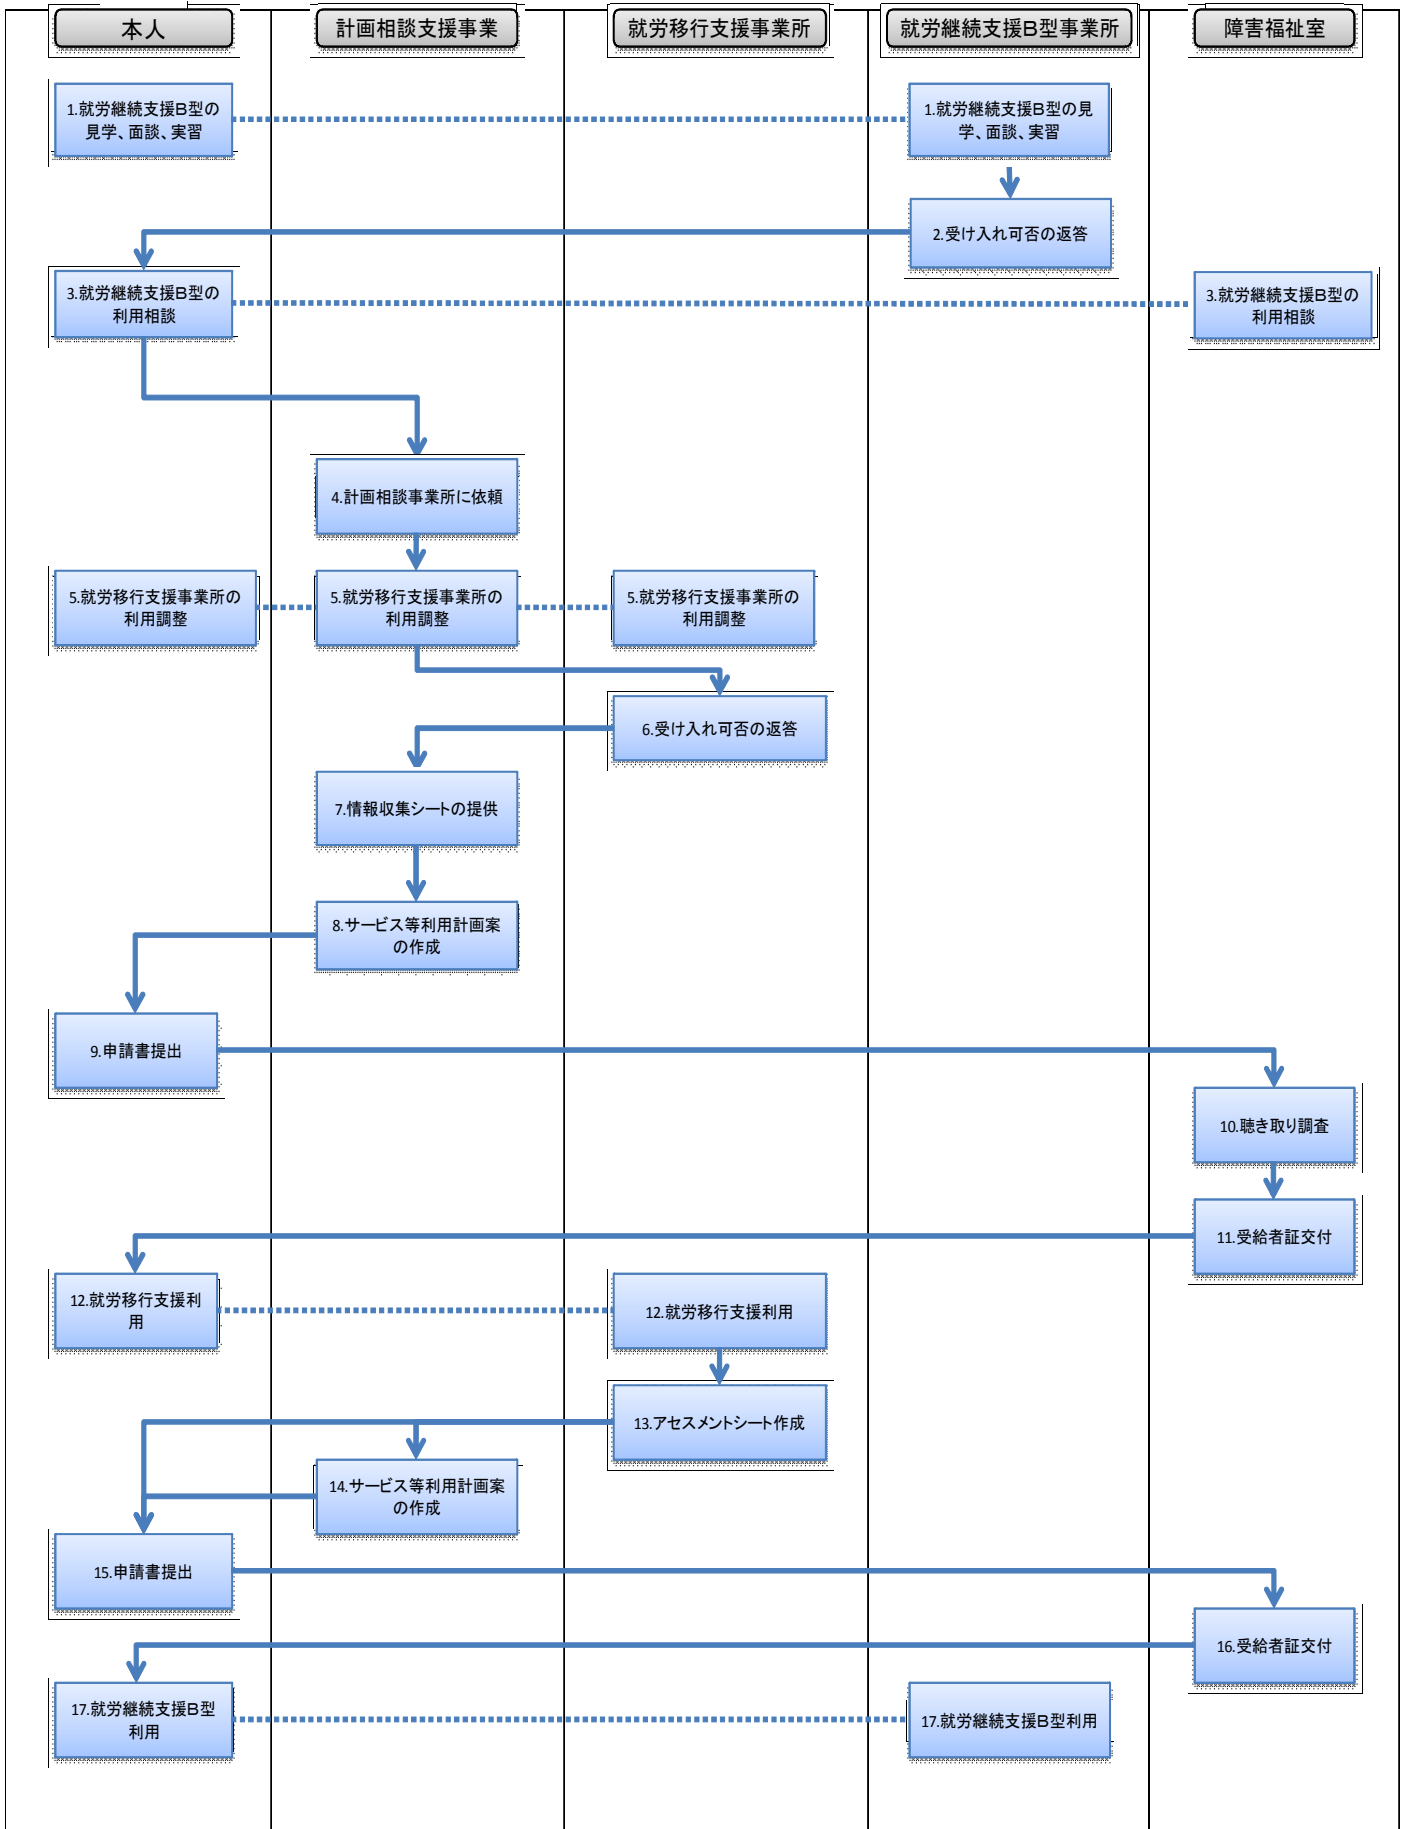 本人
計画相談支援事業
就労移行支援事業所
就労継続支援B型事業所
障害福祉室
1.就労継続支援B型の
見学、面談、実習
1.就労継続支援B型の見
学、面談、実習
2.受け入れ可否の返答
3.就労継続支援B型の
利用相談
3.就労継続支援B型の
利用相談
4.計画相談事業所に依頼
5.就労移行支援事業所の
利用調整
5.就労移行支援事業所の
利用調整
5.就労移行支援事業所の
利用調整
6.受け入れ可否の返答
7.情報収集シートの提供
8.サービス等利用計画案
の作成
9.申請書提出
10.聴き取り調査
11.受給者証交付
12.就労移行支援利
用
12.就労移行支援利用
13.アセスメントシート作成
14.サービス等利用計画案
の作成
15.申請書提出
16.受給者証交付
17.就労継続支援B型
利用
17.就労継続支援B型利用